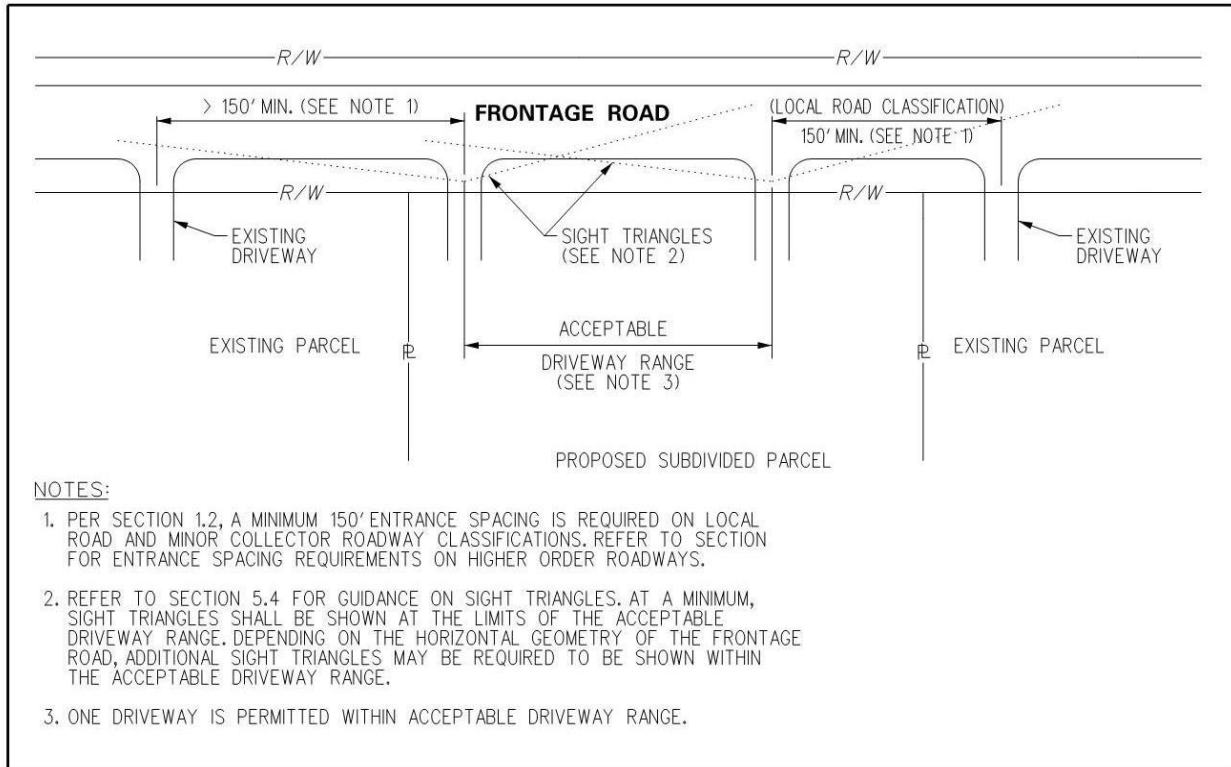 R/W
R/W
> 150' MIN. (SEE NOTE 1)
FRONTAGE ROAD
(LOCAL ROAD CLASSIFICATION)
150' MIN. (SEE NOTE 1)
R/W
R/W
EXISTING
DRIVEWAY
SIGHT TRIANGLES
(SEE NOTE 2)
EXISTING
DRIVEWAY
EXISTING PARCEL
PL
ACCEPTABLE
DRIVEWAY RANGE
(SEE NOTE 3)
PL
EXISTING PARCEL
PROPOSED SUBDIVIDED PARCEL
NOTES:
1. PER SECTION 1.2, A MINIMUM 150' ENTRANCE SPACING IS REQUIRED ON LOCAL
ROAD AND MINOR COLLECTOR ROADWAY CLASSIFICATIONS. REFER TO SECTION
FOR ENTRANCE SPACING REQUIREMENTS ON HIGHER ORDER ROADWAYS.
2. REFER TO SECTION 5.4 FOR GUIDANCE ON SIGHT TRIANGLES. AT A MINIMUM,
SIGHT TRIANGLES SHALL BE SHOWN AT THE LIMITS OF THE ACCEPTABLE
DRIVEWAY RANGE. DEPENDING ON THE HORIZONTAL GEOMETRY OF THE FRONTAGE
ROAD, ADDITIONAL SIGHT TRIANGLES MAY BE REQUIRED TO BE SHOWN WITHIN
THE ACCEPTABLE DRIVEWAY RANGE.
3. ONE DRIVEWAY IS PERMITTED WITHIN ACCEPTABLE DRIVEWAY RANGE.